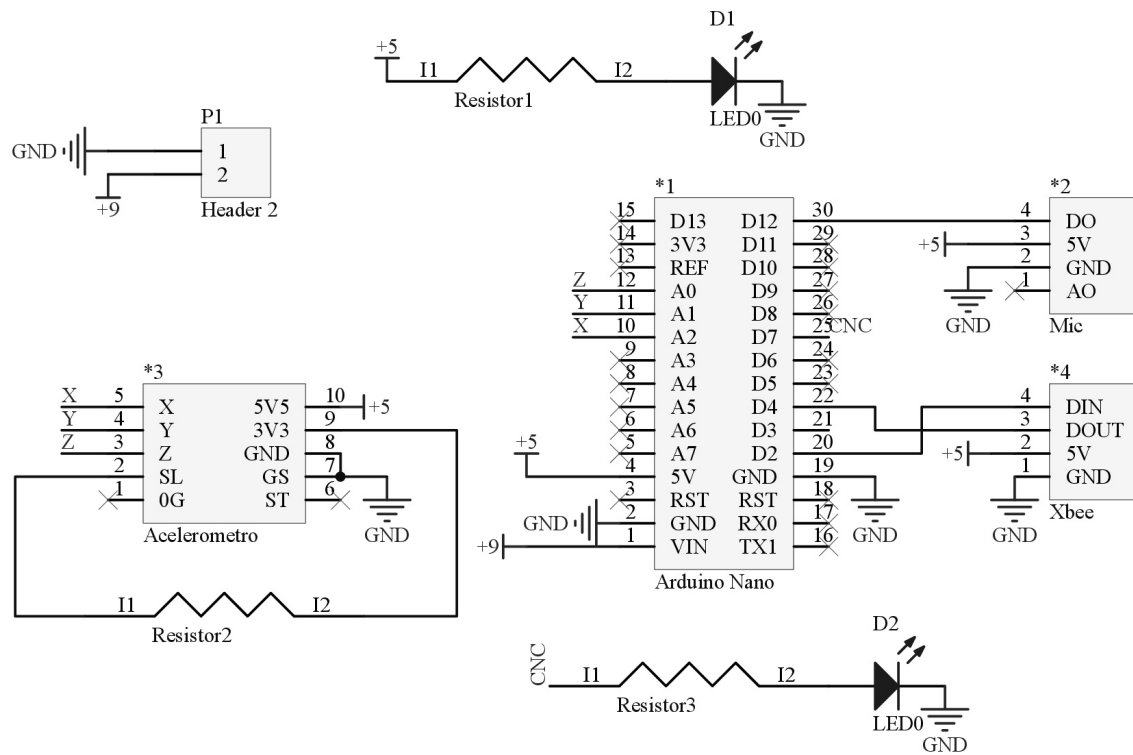 D1
+5
I1
I2
Resistor1
LED0
GND
P1
GND
1
2
+9
Header 2
*1
15 D13 D12 30
14 3V3 D11 29
13 REF D10 28
Z 12 A0 D9 27
Y 11 A1 D8 26
X 10 A2 D7 25 CNC
9 A3 D6 24
8 A4 D5 23
7 A5 D4 22
6 A6 D3 21
5 A7 D2 20
+5 4 5V GND 19
3 RST RST 18
GND 2 GND RX0 17
+9 1 VIN TX1 16
GND
Arduino Nano
*2
4 DO
+5 3 5V
2 GND
1 AO
GND
Mic
*4
4 DIN
3 DOUT
+5 2 5V
1 GND
GND
Xbee
*3
X 5 X 5V5 10 +5
Y 4 Y 3V3 9
Z 3 Z GND 8
2 SL GS 7
1 0G ST 6
GND
Acelerometro
I1
I2
Resistor2
D2
CNC
I1
I2
Resistor3
LED0
GND